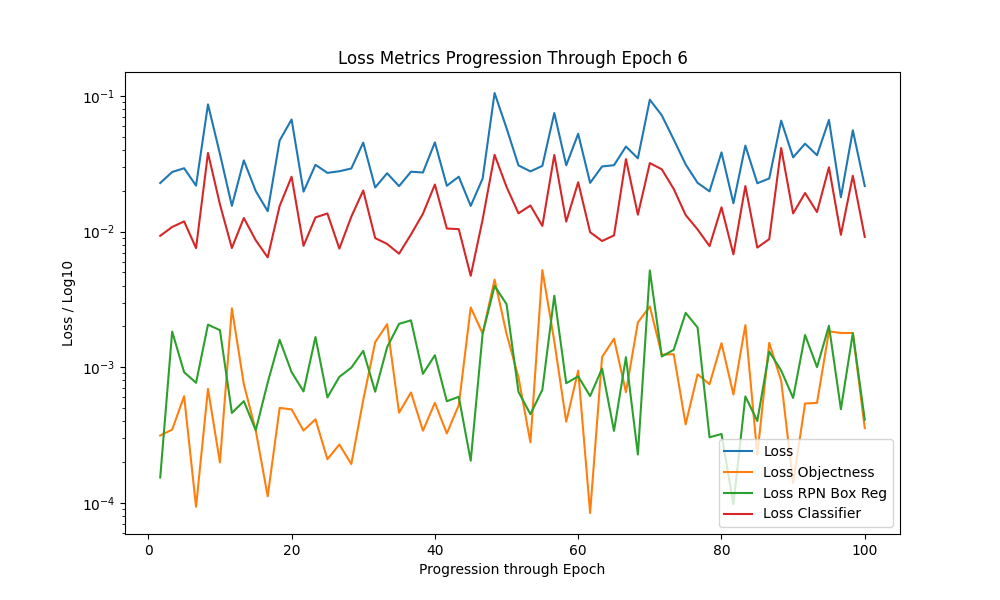 Loss Metrics Progression Through Epoch 6
Loss / Log10
10⁻¹
10⁻²
10⁻³
10⁻⁴
0 20 40 60 80 100
Progression through Epoch
Loss
Loss Objectness
Loss RPN Box Reg
Loss Classifier